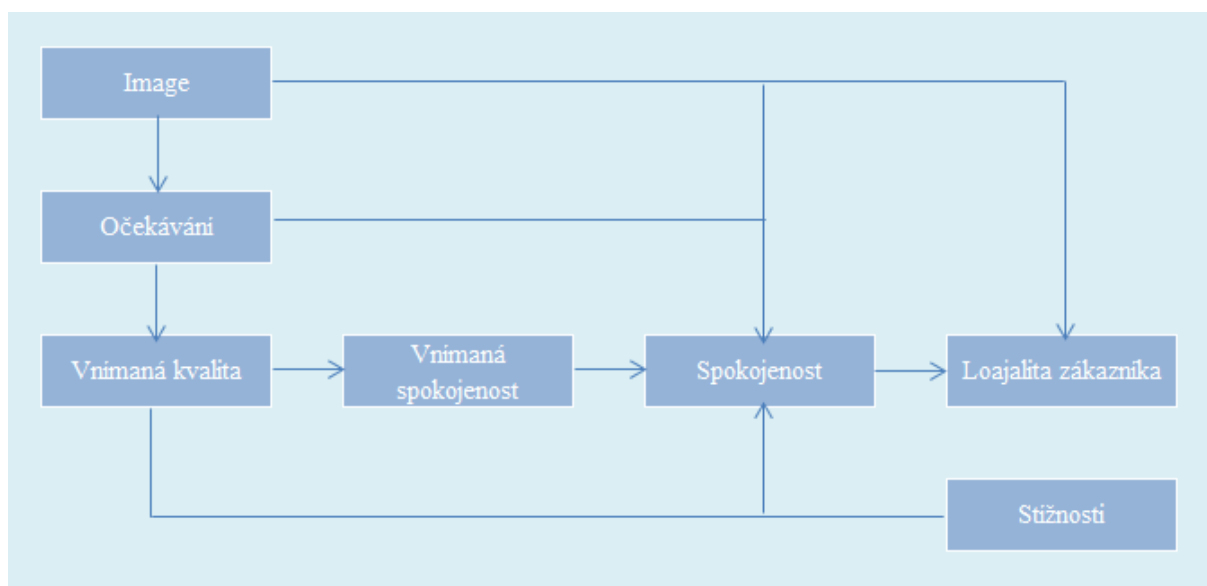 Image
Očekávání
Vnímaná kvalita
Vnímaná
spokojenost
Spokojenost
Loajalita zákazníka
Stížnosti